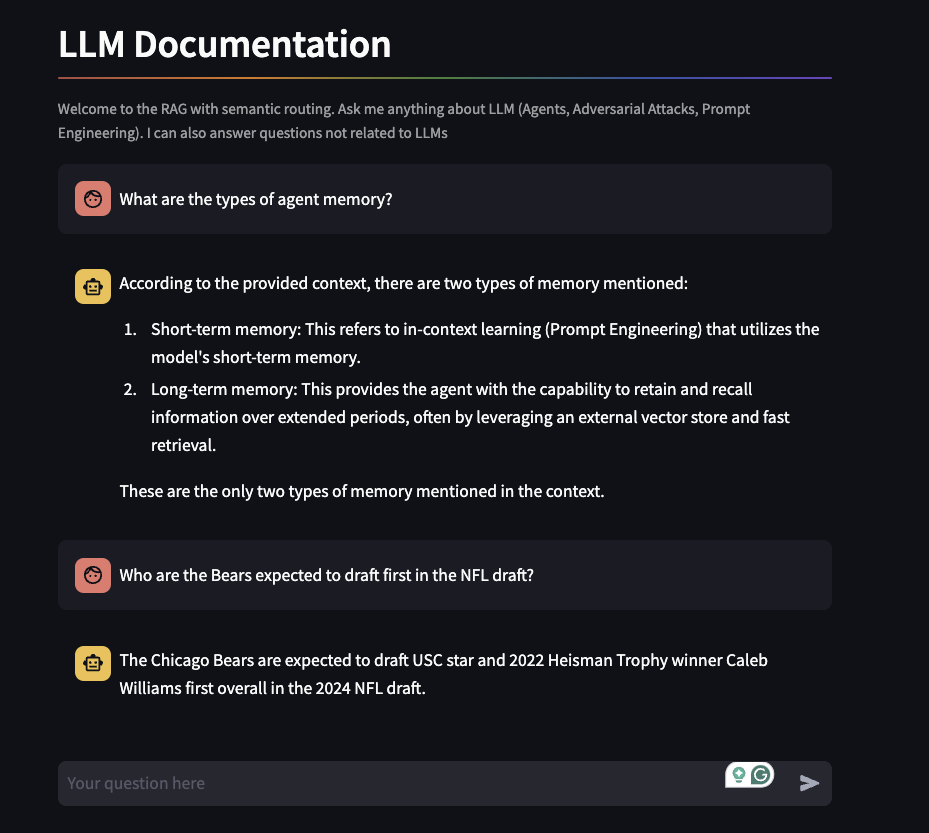 LLM Documentation
Welcome to the RAG with semantic routing. Ask me anything about LLM (Agents, Adversarial Attacks, Prompt
Engineering). I can also answer questions not related to LLMs
What are the types of agent memory?
According to the provided context, there are two types of memory mentioned:
1. Short-term memory: This refers to in-context learning (Prompt Engineering) that utilizes the
model's short-term memory.
2. Long-term memory: This provides the agent with the capability to retain and recall
information over extended periods, often by leveraging an external vector store and fast
retrieval.
These are the only two types of memory mentioned in the context.
Who are the Bears expected to draft first in the NFL draft?
The Chicago Bears are expected to draft USC star and 2022 Heisman Trophy winner Caleb
Williams first overall in the 2024 NFL draft.
Your question here